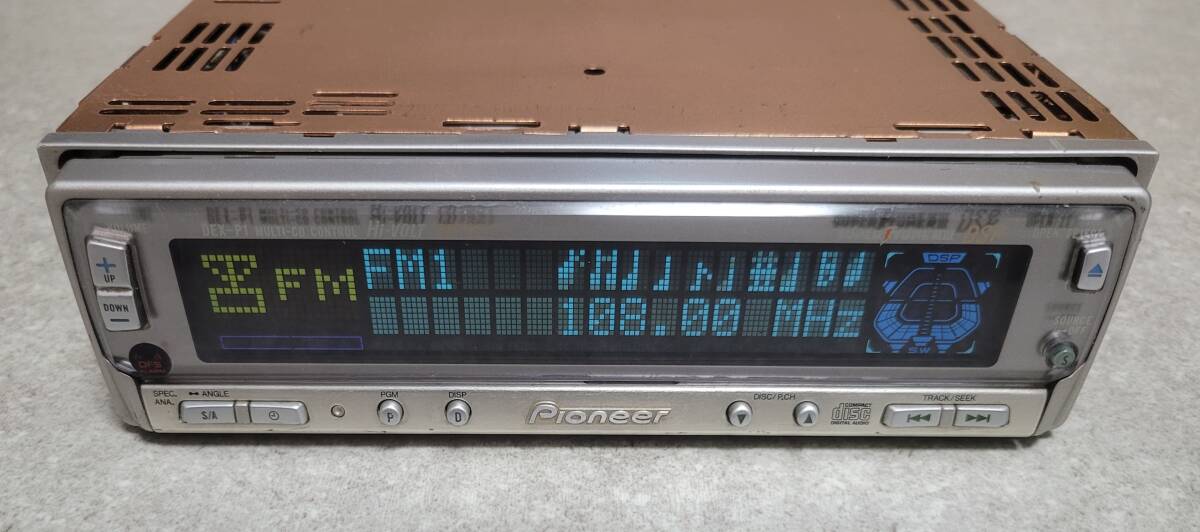 DEX-P1 MULTI-CD CONTROL HI-VOLT
+
UP
DOWN
−
FM
FM1
108.00 MHz
DSP
S.W
SOURCE
S
DFS
SPEC.
ANA.
ANGLE
S/A
PGM
P
DISP
D
Pioneer
DISC/P.CH
COMPACT
disc
DIGITAL AUDIO
TRACK/SEEK